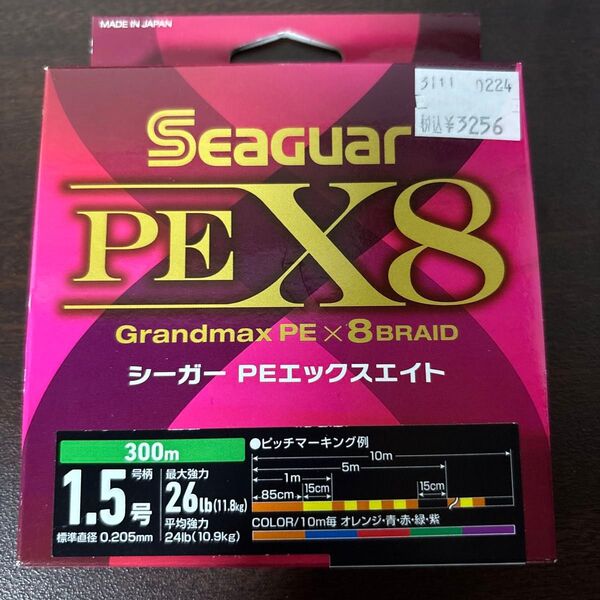 MADE IN JAPAN
3111 0224
税込¥3256
SEAGUAR
PE X8
Grandmax PE×8 BRAID
シーガー PEエックスエイト
300m
1.5号
号柄
標準直径 0.205mm
最大強力
26lb(11.8kg)
平均強力
24lb(10.9kg)
●ピッチマーキング例
10m
5m
1m
85cm
15cm
15cm
COLOR/10m毎 オレンジ・青・赤・緑・紫